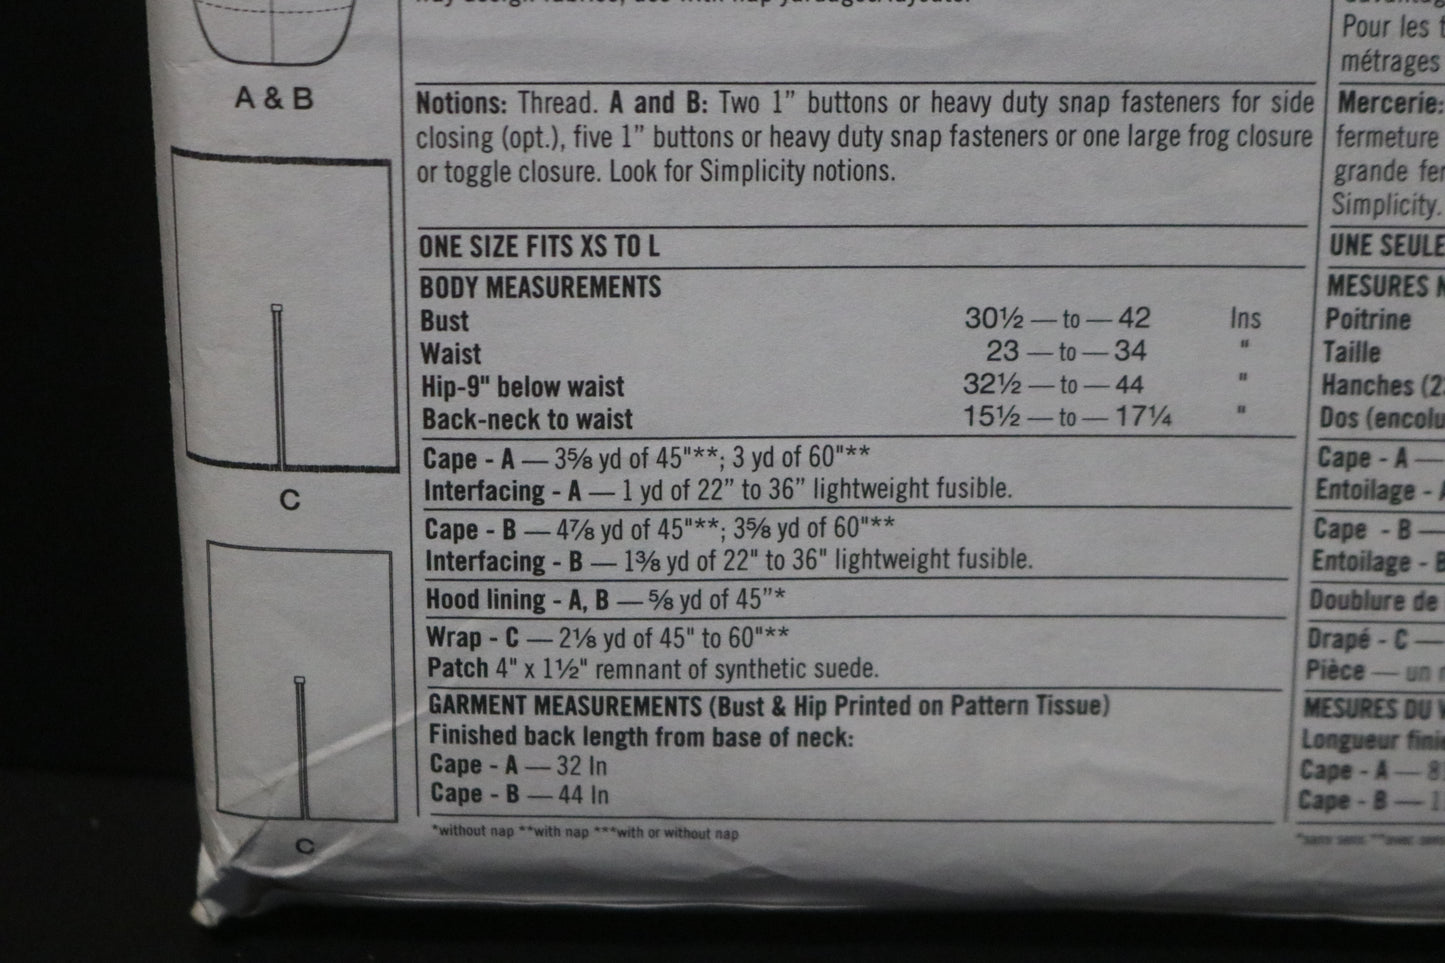 A & B
C
C
Notions: Thread. A and B: Two 1” buttons or heavy duty snap fasteners for side
closing (opt.), five 1” buttons or heavy duty snap fasteners or one large frog closure
or toggle closure. Look for Simplicity notions.
ONE SIZE FITS XS TO L
BODY MEASUREMENTS
Bust 30½ — to — 42 Ins
Waist 23 — to — 34 "
Hip-9" below waist 32½ — to — 44 "
Back-neck to waist 15½ — to — 17¼ "
Cape - A — 3⅝ yd of 45"**; 3 yd of 60"**
Interfacing - A — 1 yd of 22” to 36” lightweight fusible.
Cape - B — 4⅞ yd of 45"**; 3⅝ yd of 60"**
Interfacing - B — 1⅜ yd of 22" to 36" lightweight fusible.
Hood lining - A, B — ⅝ yd of 45”*
Wrap - C — 2⅛ yd of 45" to 60"**
Patch 4" x 1½" remnant of synthetic suede.
GARMENT MEASUREMENTS (Bust & Hip Printed on Pattern Tissue)
Finished back length from base of neck:
Cape - A — 32 In
Cape - B — 44 In
*without nap **with nap ***with or without nap
Pour les
métrages
Mercerie:
fermeture
grande
Simplicity.
UNE SEULE
MESURES
Poitrine
Taille
Hanches
Dos
Cape - A —
Entoilage -
Cape - B —
Entoilage -
Doublure de
Drapé - C —
Pièce — un
MESURES DU
Longueur
Cape - A —
Cape - B —